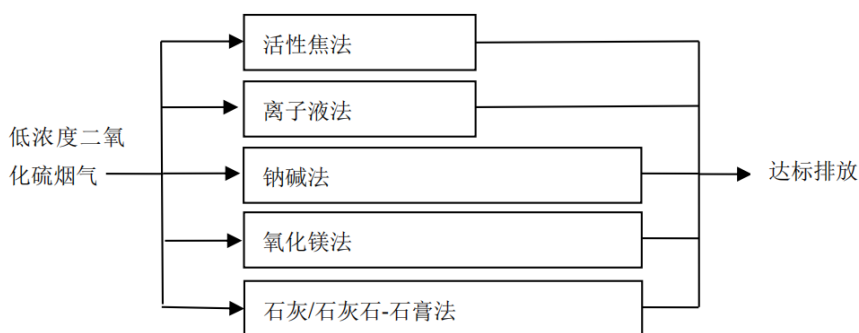 活性焦法
离子液法
低浓度二氧
化硫烟气
钠碱法
达标排放
氧化镁法
石灰/石灰石-石膏法